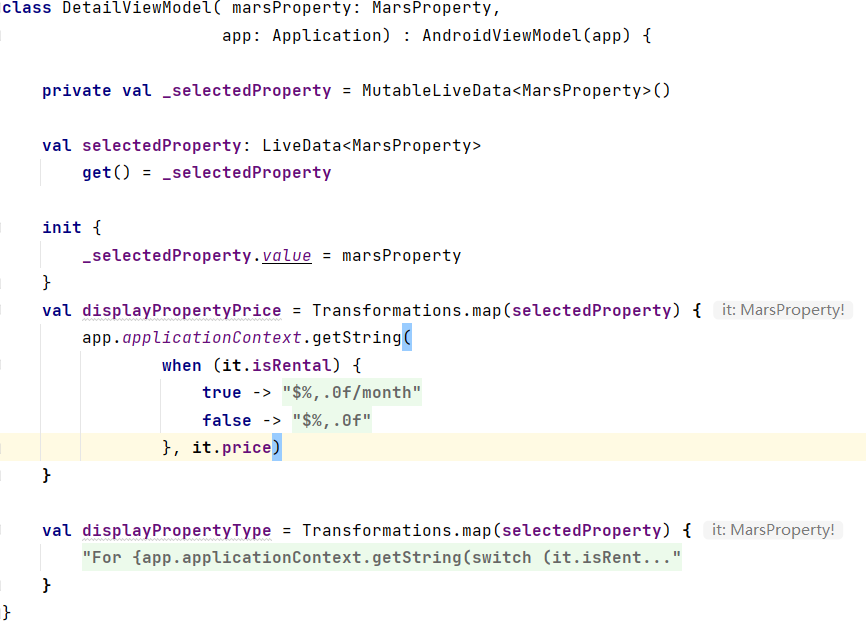 class DetailViewModel( marsProperty: MarsProperty,
app: Application) : AndroidViewModel(app) {
private val _selectedProperty = MutableLiveData<MarsProperty>()
val selectedProperty: LiveData<MarsProperty>
get() = _selectedProperty
init {
_selectedProperty.value = marsProperty
}
val displayPropertyPrice = Transformations.map(selectedProperty) { it: MarsProperty!
app.applicationContext.getString(
when (it.isRental) {
true -> "$%,.0f/month"
false -> "$%,.0f"
}, it.price)
}
val displayPropertyType = Transformations.map(selectedProperty) { it: MarsProperty!
"For {app.applicationContext.getString(switch (it.isRent..."
}
}